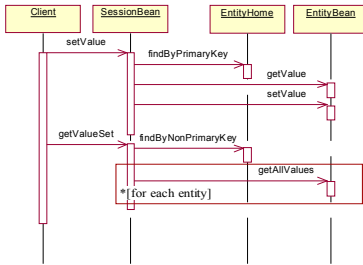 Client SessionBean EntityHome EntityBean
setValue
findByPrimaryKey
getValue
setValue
getValueSet findByNonPrimaryKey
getAllValues
*[for each entity]